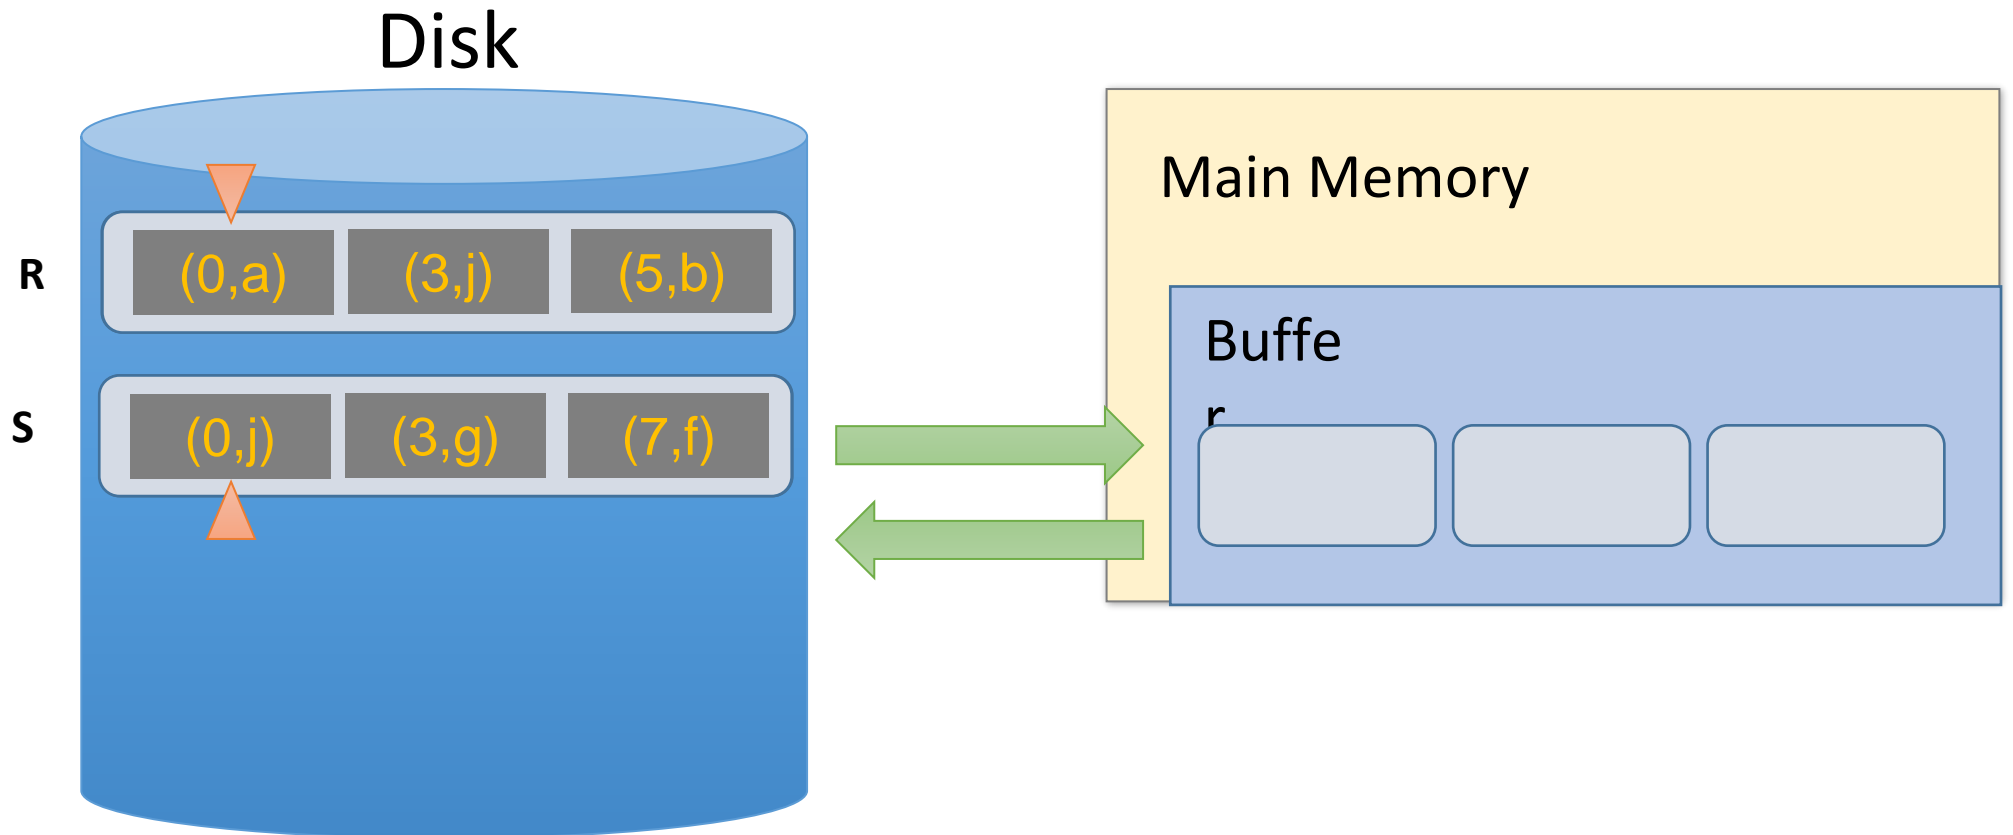 Disk
Main Memory
R
(0,a) (3,j) (5,b)
Buffe
r
S
(0,j) (3,g) (7,f)